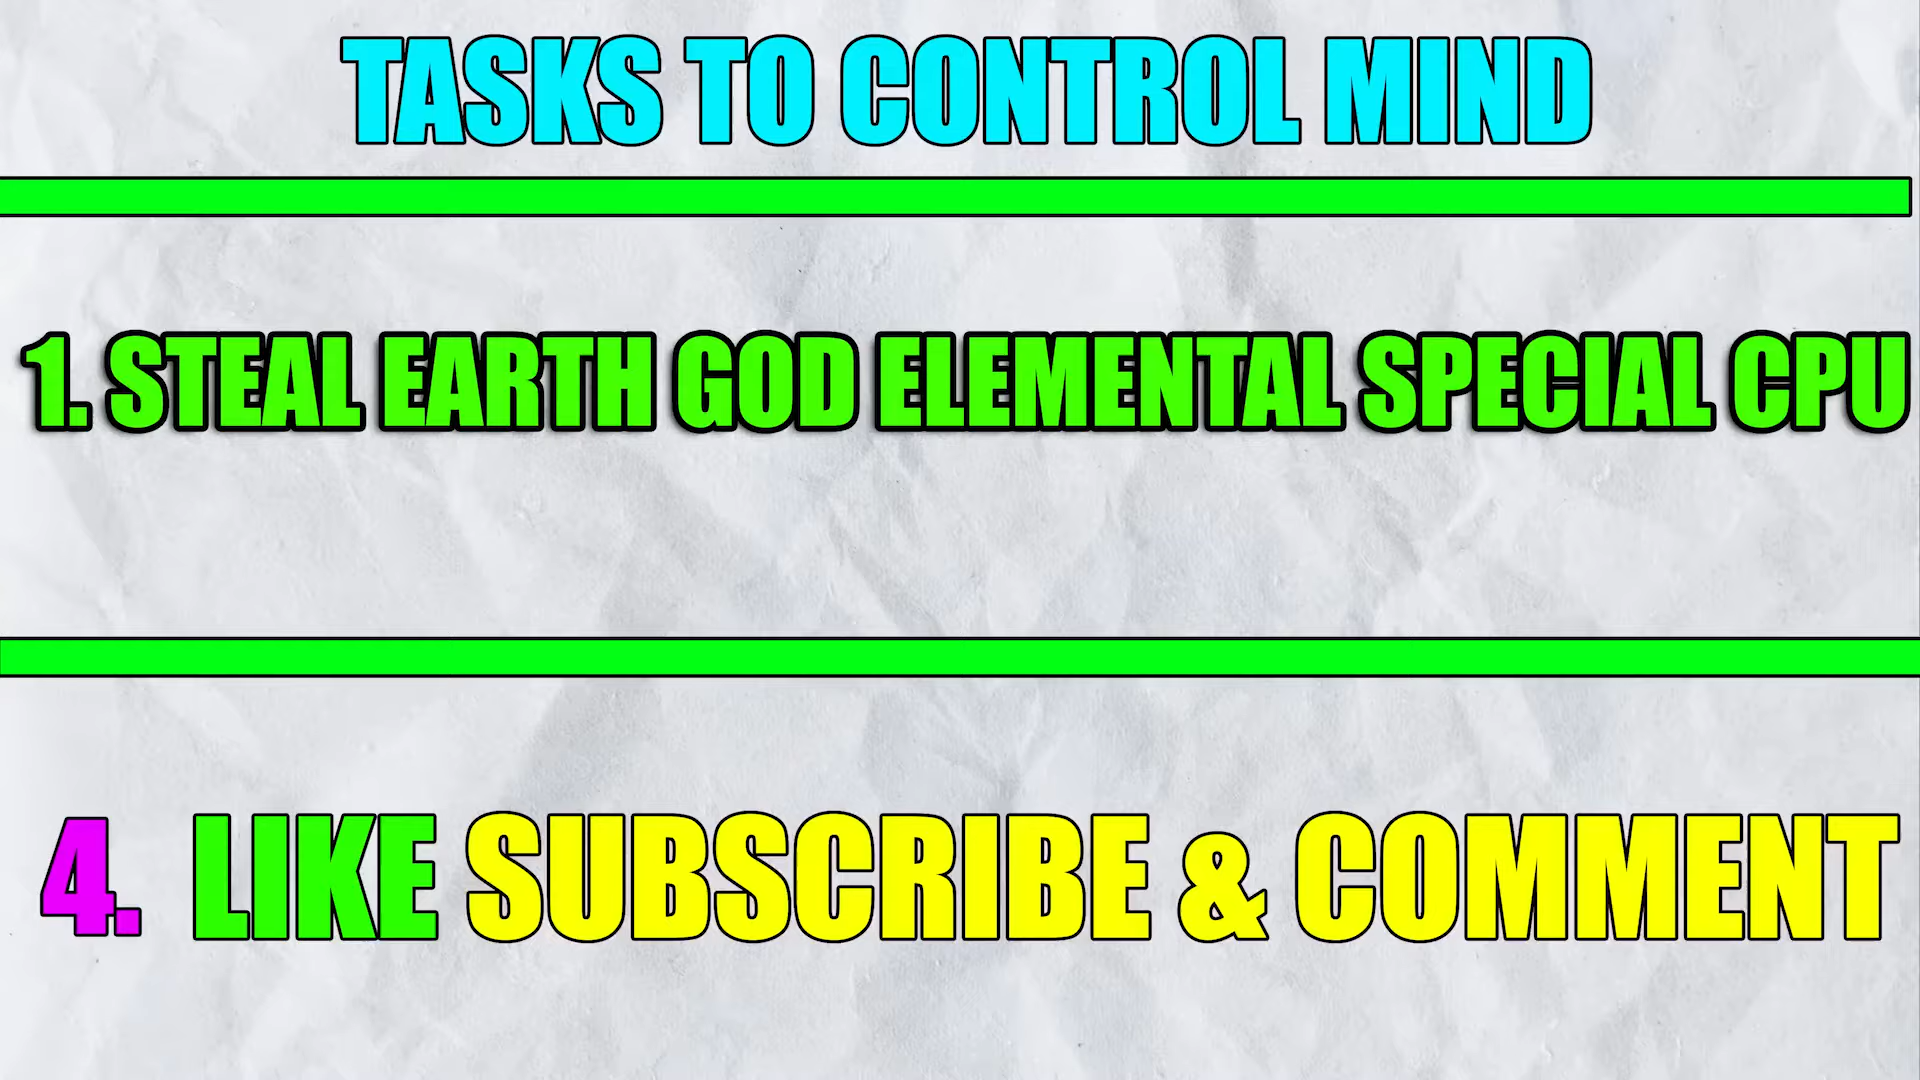 TASKS TO CONTROL MIND
1. STEAL EARTH GOD ELEMENTAL SPECIAL CPU
4. LIKE SUBSCRIBE & COMMENT